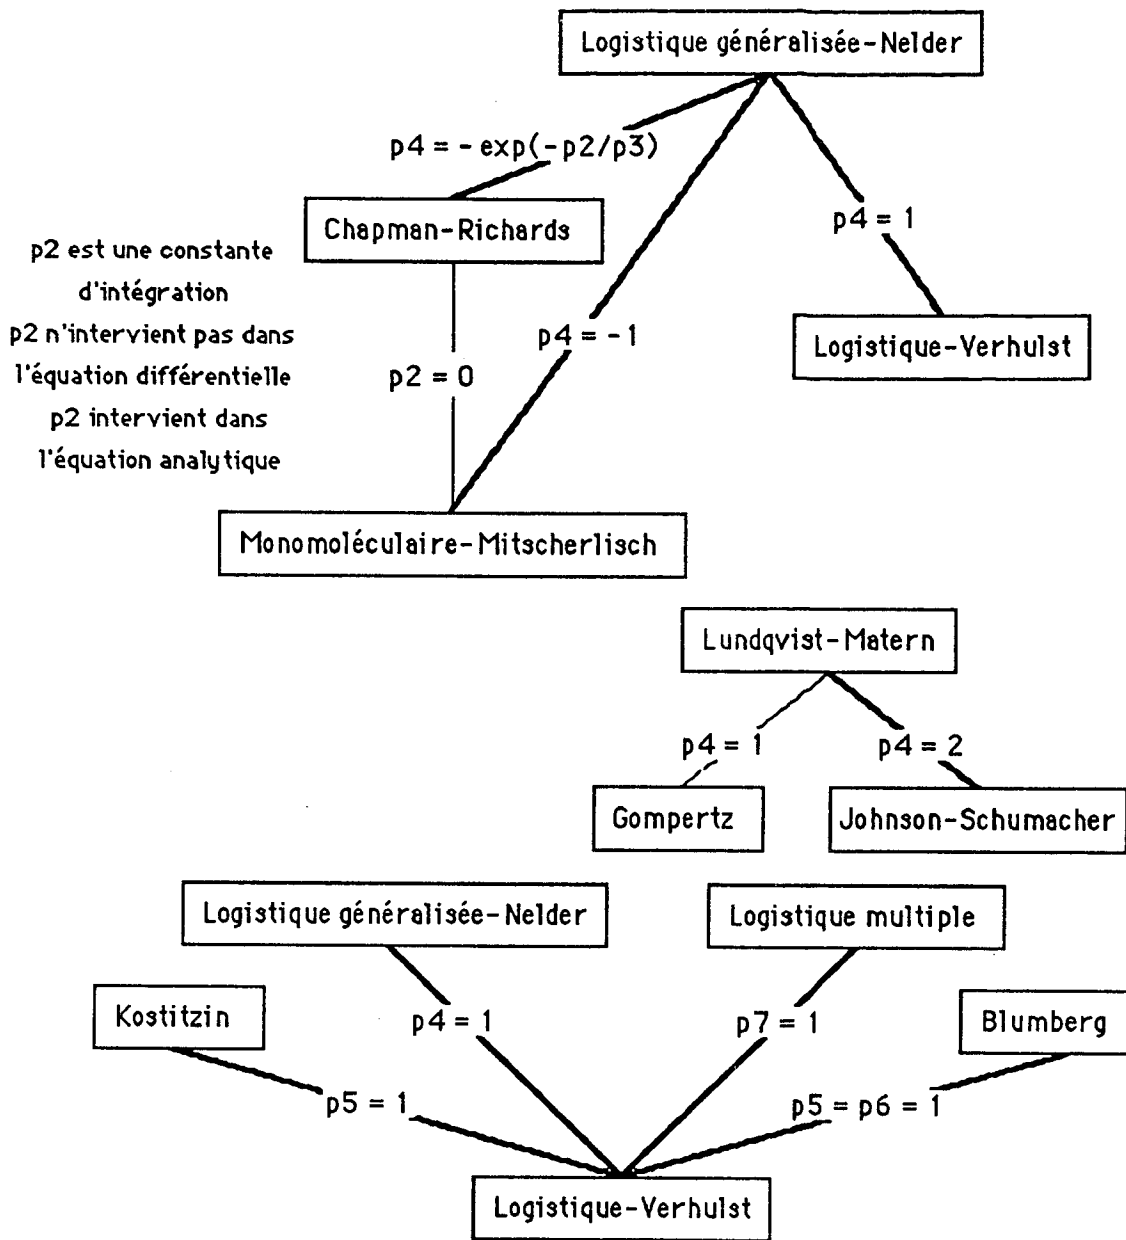 Logistique généralisée-Nelder
p4 = - exp(-p2/p3)
Chapman-Richards
p4 = 1
p2 est une constante
d'intégration
p2 n'intervient pas dans
l'équation différentielle
p2 intervient dans
l'équation analytique
p2 = 0
p4 = -1
Logistique-Verhulst
Monomoléculaire-Mitscherlisch
Lundqvist-Matern
p4 = 1
p4 = 2
Gompertz
Johnson-Schumacher
Logistique généralisée-Nelder
Logistique multiple
Kostitzin
p4 = 1
p7 = 1
Blumberg
p5 = 1
p5 = p6 = 1
Logistique-Verhulst